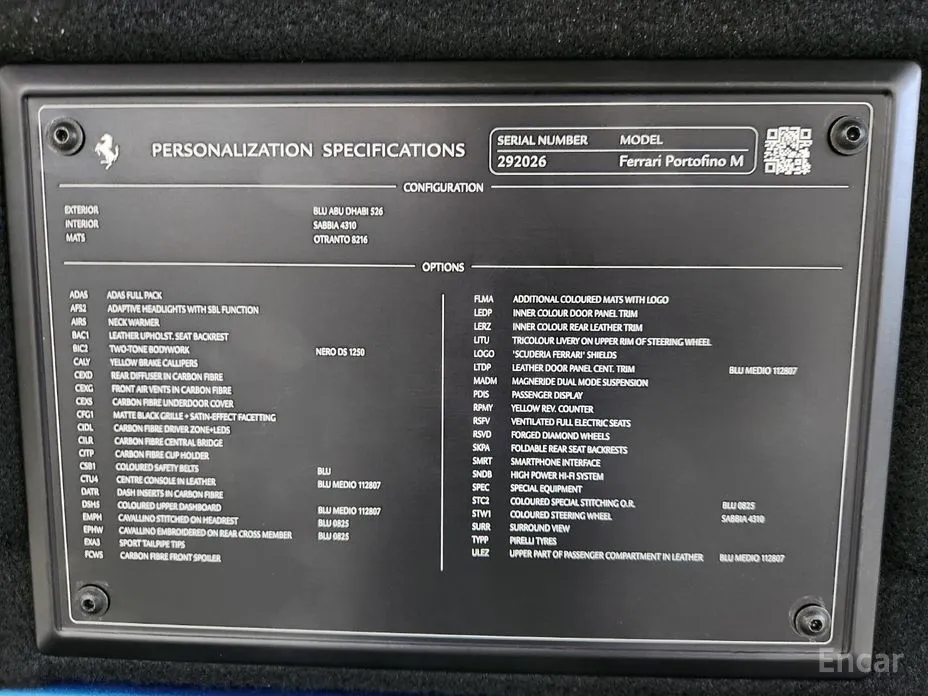 PERSONALIZATION SPECIFICATIONS
SERIAL NUMBER MODEL
292026 Ferrari Portofino M
CONFIGURATION
EXTERIOR BLU ABU DHABI 526
INTERIOR SABBIA 4310
MATS OTRANTO 8216
OPTIONS
ADAS ADAS FULL PACK
AFS2 ADAPTIVE HEADLIGHTS WITH SBL FUNCTION
AIRS NECK WARMER
BAC1 LEATHER UPHOLST. SEAT BACKREST
BIC2 TWO-TONE BODYWORK NERO DS 1250
CALY YELLOW BRAKE CALLIPERS
CEXD REAR DIFFUSER IN CARBON FIBRE
CEXG FRONT AIR VENTS IN CARBON FIBRE
CEXS CARBON FIBRE UNDERDOOR COVER
CFG1 MATTE BLACK GRILLE + SATIN-EFFECT FACETTING
CIDL CARBON FIBRE DRIVER ZONE+LEDS
CILR CARBON FIBRE CENTRAL BRIDGE
CITP CARBON FIBRE CUP HOLDER
CSB1 COLOURED SAFETY BELTS BLU
CTU4 CENTRE CONSOLE IN LEATHER BLU MEDIO 112807
DATR DASH INSERTS IN CARBON FIBRE
DSH5 COLOURED UPPER DASHBOARD BLU MEDIO 112807
EMPH CAVALLINO STITCHED ON HEADREST BLU 0825
EPHW CAVALLINO EMBROIDERED ON REAR CROSS MEMBER BLU 0825
EXA3 SPORT TAILPIPE TIPS
FCWS CARBON FIBRE FRONT SPOILER
FLMA ADDITIONAL COLOURED MATS WITH LOGO
LEDP INNER COLOUR DOOR PANEL TRIM
LERZ INNER COLOUR REAR LEATHER TRIM
LITU TRICOLOUR LIVERY ON UPPER RIM OF STEERING WHEEL
LOGO 'SCUDERIA FERRARI' SHIELDS
LTDP LEATHER DOOR PANEL CENT. TRIM BLU MEDIO 112807
MADM MAGNERIDE DUAL MODE SUSPENSION
PDIS PASSENGER DISPLAY
RPMY YELLOW REV. COUNTER
RSFV VENTILATED FULL ELECTRIC SEATS
RSVD FORGED DIAMOND WHEELS
SKPA FOLDABLE REAR SEAT BACKRESTS
SMRT SMARTPHONE INTERFACE
SNDB HIGH POWER HI-FI SYSTEM
SPEC SPECIAL EQUIPMENT
STC2 COLOURED SPECIAL STITCHING O.R. BLU 0825
STW1 COLOURED STEERING WHEEL SABBIA 4310
SURR SURROUND VIEW
TYPP PIRELLI TYRES
ULEZ UPPER PART OF PASSENGER COMPARTMENT IN LEATHER BLU MEDIO 112807
Encar